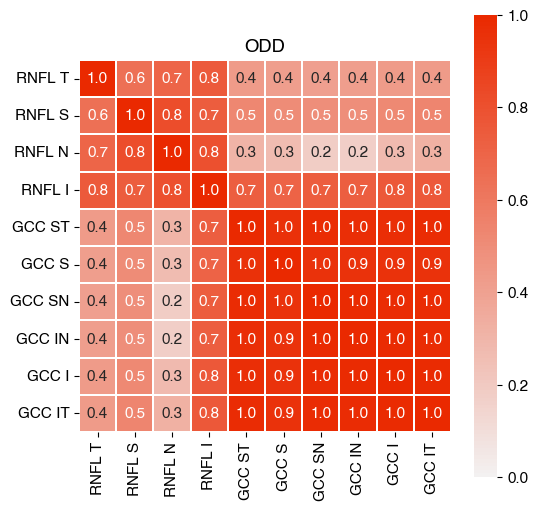 ODD
RNFL T 1.0 0.6 0.7 0.8 0.4 0.4 0.4 0.4 0.4 0.4
RNFL S 0.6 1.0 0.8 0.7 0.5 0.5 0.5 0.5 0.5 0.5
RNFL N 0.7 0.8 1.0 0.8 0.3 0.3 0.2 0.2 0.3 0.3
RNFL I 0.8 0.7 0.8 1.0 0.7 0.7 0.7 0.7 0.8 0.8
GCC ST 0.4 0.5 0.3 0.7 1.0 1.0 1.0 1.0 1.0 1.0
GCC S 0.4 0.5 0.3 0.7 1.0 1.0 1.0 0.9 0.9 0.9
GCC SN 0.4 0.5 0.2 0.7 1.0 1.0 1.0 1.0 1.0 1.0
GCC IN 0.4 0.5 0.2 0.7 1.0 0.9 1.0 1.0 1.0 1.0
GCC I 0.4 0.5 0.3 0.8 1.0 0.9 1.0 1.0 1.0 1.0
GCC IT 0.4 0.5 0.3 0.8 1.0 0.9 1.0 1.0 1.0 1.0
RNFL T
RNFL S
RNFL N
RNFL I
GCC ST
GCC S
GCC SN
GCC IN
GCC I
GCC IT
1.0
0.8
0.6
0.4
0.2
0.0